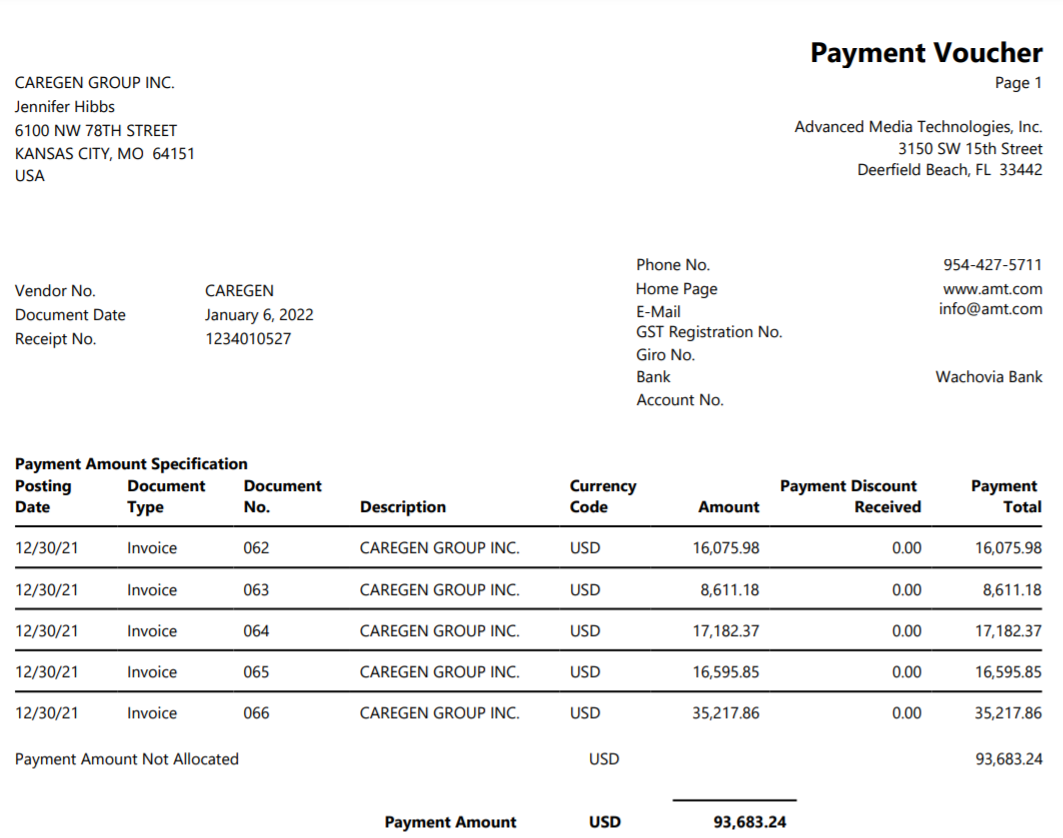 Payment Voucher
Page 1
CAREGEN GROUP INC.
Jennifer Hibbs
6100 NW 78TH STREET
KANSAS CITY, MO  64151
USA
Advanced Media Technologies, Inc.
3150 SW 15th Street
Deerfield Beach, FL  33442
Vendor No. CAREGEN
Document Date January 6, 2022
Receipt No. 1234010527
Phone No. 954-427-5711
Home Page www.amt.com
E-Mail info@amt.com
GST Registration No.
Giro No.
Bank Wachovia Bank
Account No.
Payment Amount Specification
Posting Document Document Currency Payment Discount Payment
Date Type No. Description Code Amount Received Total
12/30/21 Invoice 062 CAREGEN GROUP INC. USD 16,075.98 0.00 16,075.98
12/30/21 Invoice 063 CAREGEN GROUP INC. USD 8,611.18 0.00 8,611.18
12/30/21 Invoice 064 CAREGEN GROUP INC. USD 17,182.37 0.00 17,182.37
12/30/21 Invoice 065 CAREGEN GROUP INC. USD 16,595.85 0.00 16,595.85
12/30/21 Invoice 066 CAREGEN GROUP INC. USD 35,217.86 0.00 35,217.86
Payment Amount Not Allocated USD 93,683.24
Payment Amount USD 93,683.24